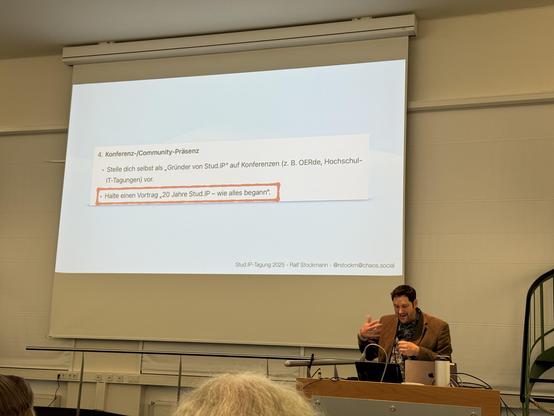 4. Konferenz-/Community-Präsenz
• Stelle dich selbst als „Gründer von Stud.IP“ auf Konferenzen (z. B. OERde, Hochschul-
IT-Tagungen) vor.
• Halte einen Vortrag „20 Jahre Stud.IP – wie alles begann“.
Stud.IP-Tagung 2025 - Ralf Stockmann - @rstockm@chaos.social